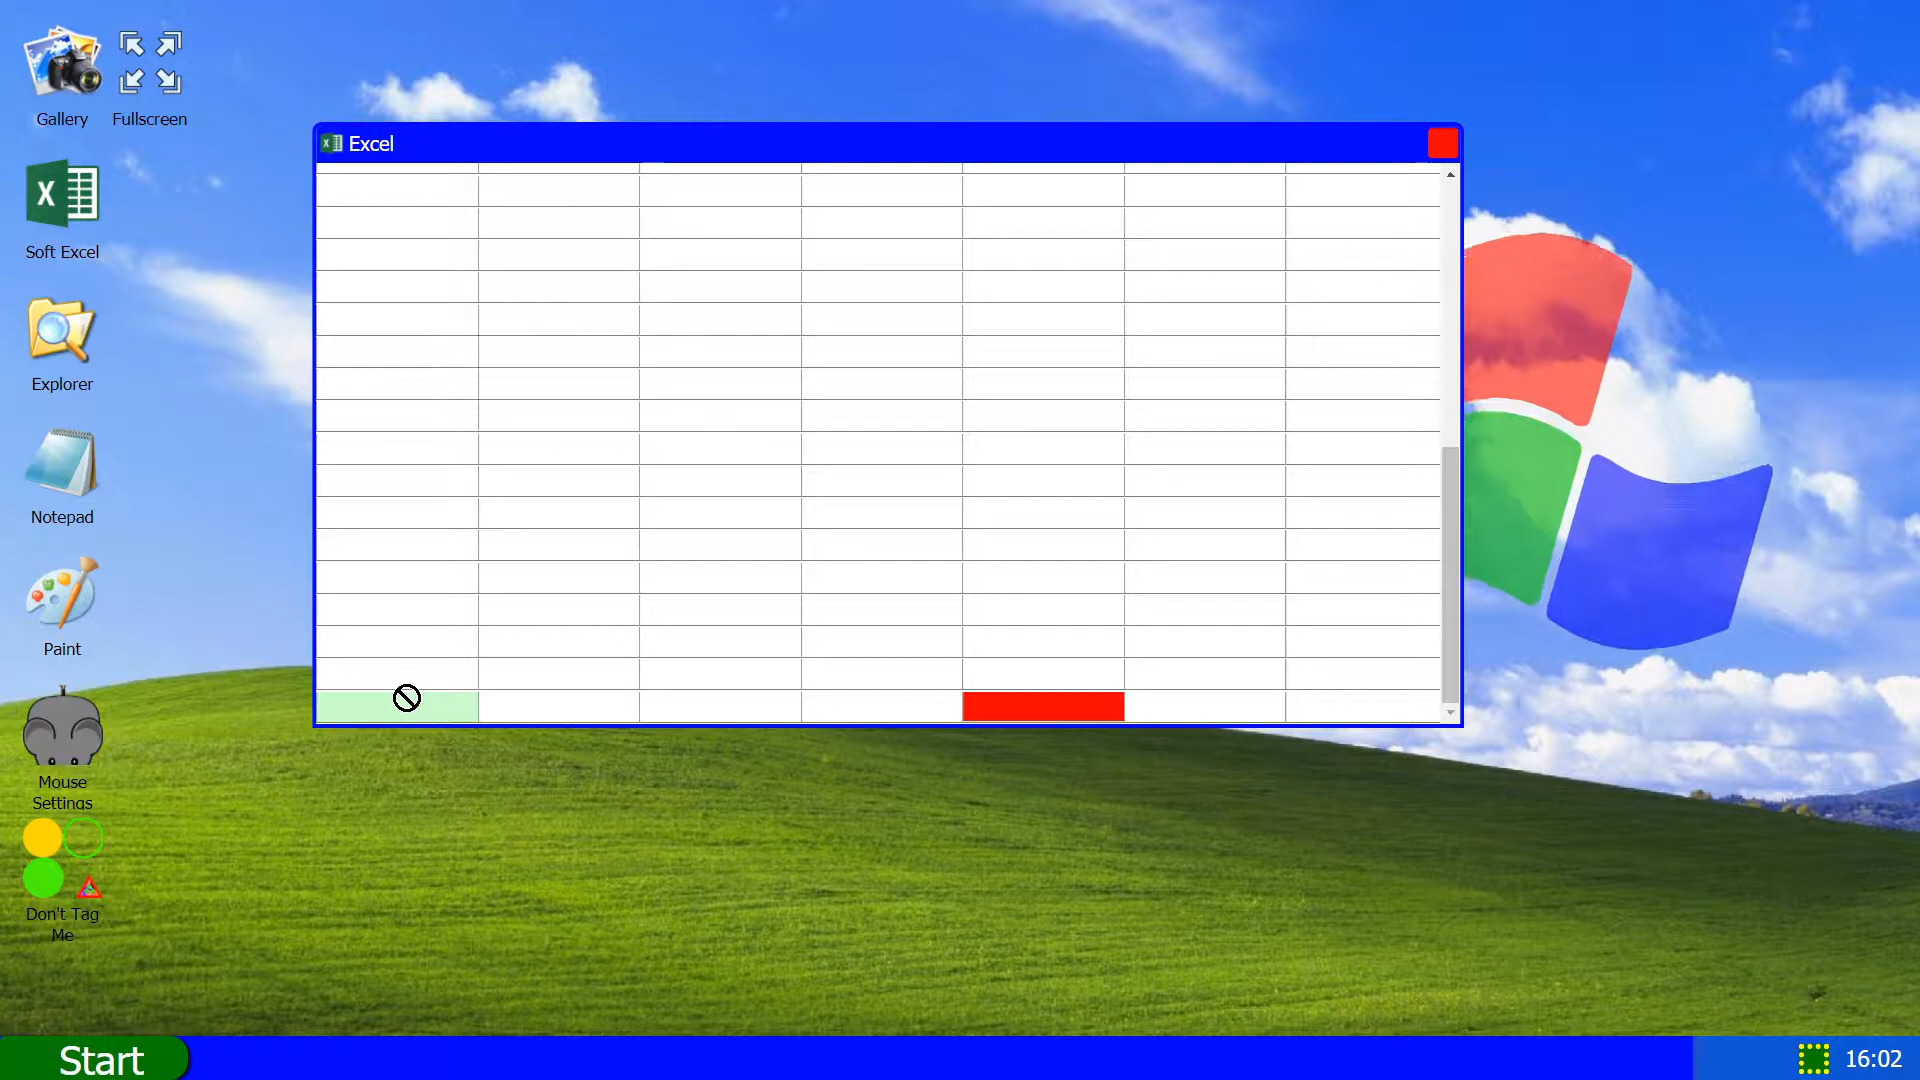 Gallery
Fullscreen
Excel
X
Soft Excel
Explorer
Notepad
Paint
Mouse
Settings
Don't Tag
Me
Start
16:02